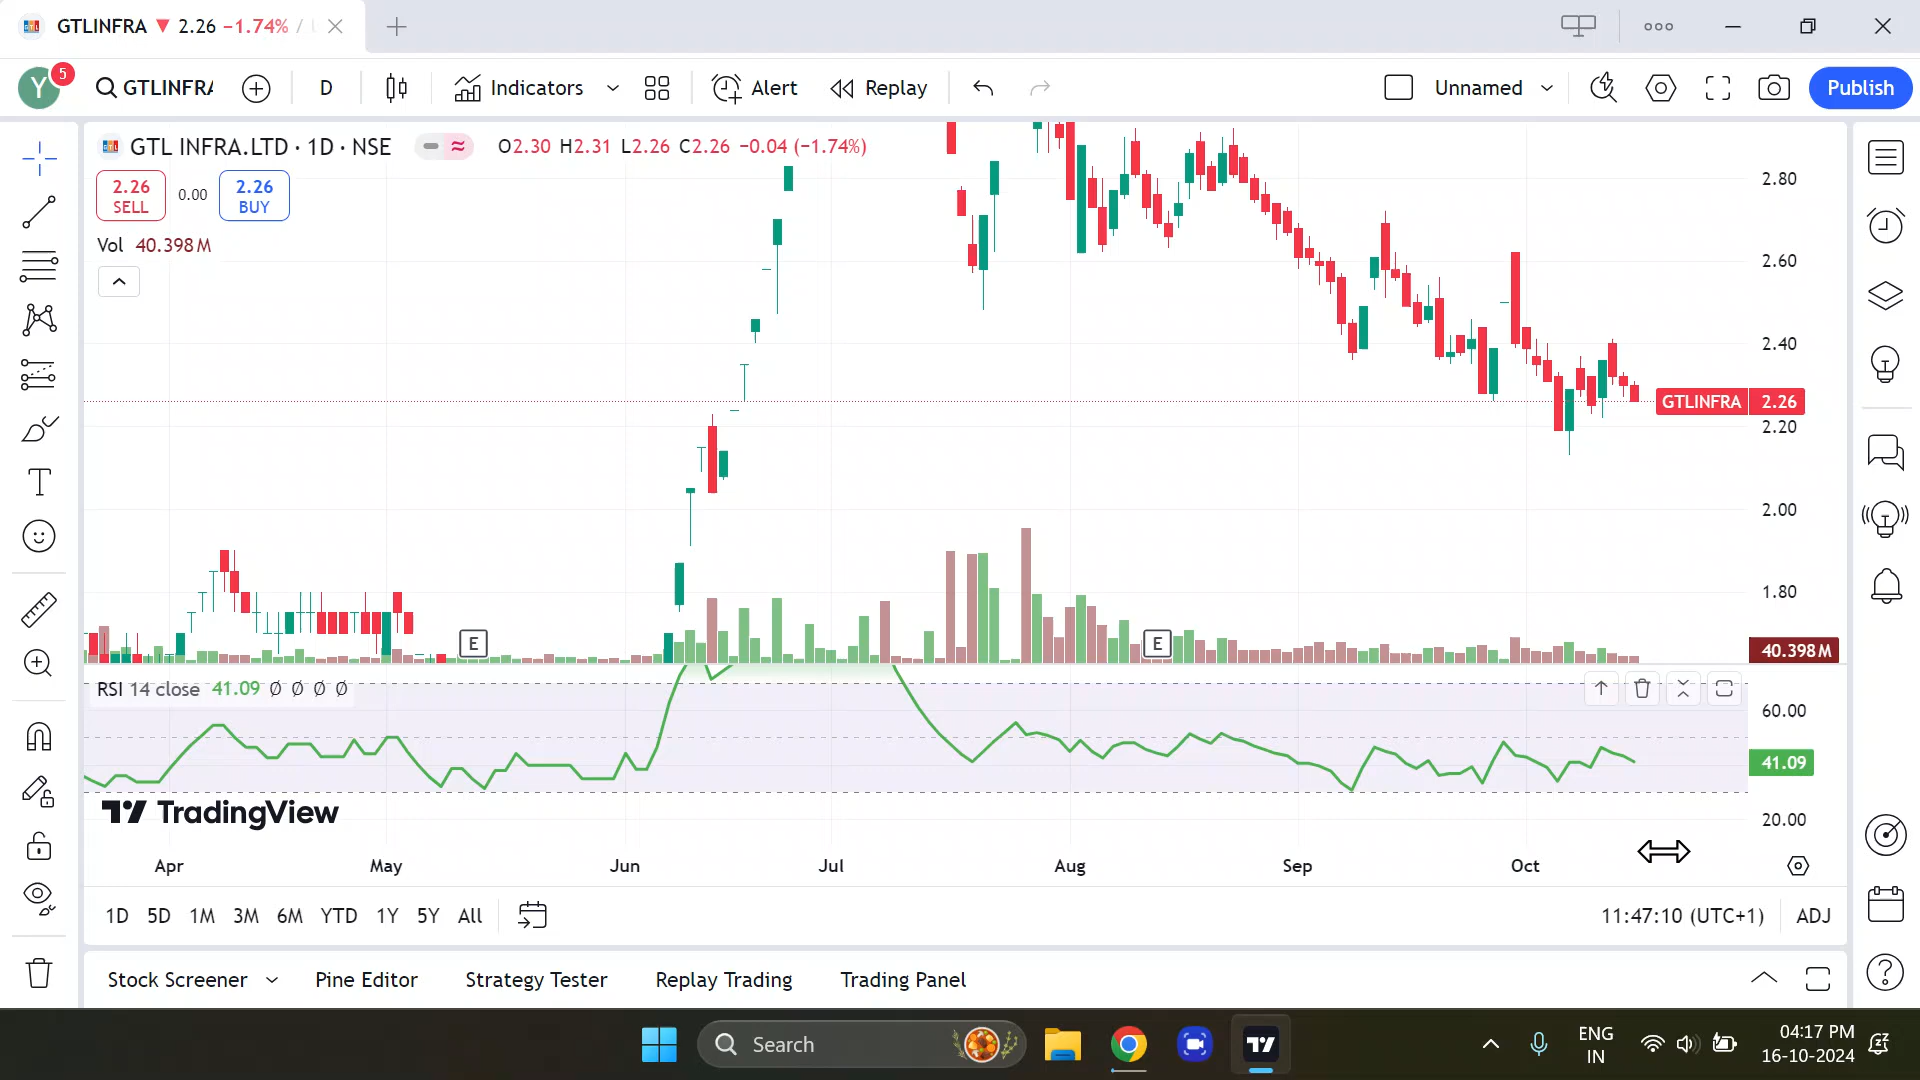 GTLINFRA ▼ 2.26 −1.74% /
Y 5 GTLINFRA D Indicators Alert Replay Unnamed Publish
GTL INFRA.LTD · 1D · NSE O2.30 H2.31 L2.26 C2.26 −0.04 (−1.74%)
2.26 SELL 0.00 2.26 BUY
Vol 40.398 M
2.80
2.60
2.40
GTLINFRA 2.26
2.20
2.00
1.80
E E
40.398 M
RSI 14 close 41.09 Ø Ø Ø Ø
60.00
41.09
TradingView
20.00
Apr May Jun Jul Aug Sep Oct
1D 5D 1M 3M 6M YTD 1Y 5Y All 11:47:10 (UTC+1) ADJ
Stock Screener Pine Editor Strategy Tester Replay Trading Trading Panel
Search ENG IN 04:17 PM 16-10-2024